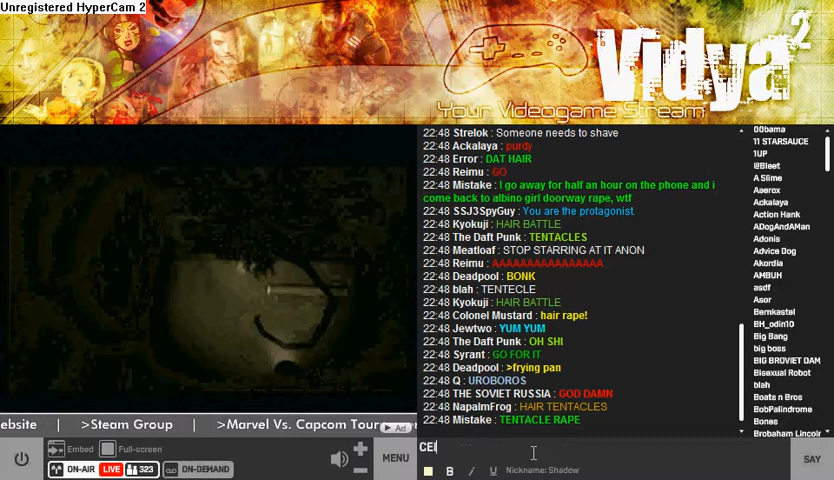 Unregistered HyperCam 2
Vidya2
Your Videogame Stream
22:48 Strelok : Someone needs to shave
22:48 Ackalaya : purdy
22:48 Error : DAT HAIR
22:48 Reimu : GO
22:48 Mistake : I go away for half an hour on the phone and i
come back to albino girl doorway rape, wtf
22:48 SSJ3SpyGuy : You are the protagonist.
22:48 Kyokuji : HAIR BATTLE
22:48 The Daft Punk : TENTACLES
22:48 Meatloaf : STOP STARRING AT IT ANON
22:48 Reimu : AAAAAAAAAAAAAAAA
22:48 Deadpool : BONK
22:48 blah : TENTECLE
22:48 Kyokuji : HAIR BATTLE
22:48 Colonel Mustard : hair rape!
22:48 Jewtwo : YUM YUM
22:48 The Daft Punk : OH SHI
22:48 Syrant : GO FOR IT
22:48 Deadpool : >frying pan
22:48 Q : UROBOROS
22:48 THE SOVIET RUSSIA : GOD DAMN
22:48 NapalmFrog : HAIR TENTACLES
22:48 Mistake : TENTACLE RAPE
00bama
11 STARSAUCE
1UP
@Bleet
A Slime
Aaerox
Ackalaya
Action Hank
ADogAndAMan
Adonis
Advice Dog
Akordia
AMBUH
asdf
Asor
Bernkastel
BH_odin10
Big Bang
big boss
BIG BROVIET DAM
Bisexual Robot
blah
Boats n Bros
BobPalindrome
Bones
Brobaham Lincoln
ebsite | >Steam Group | >Marvel Vs. Capcom Tour
Ad
Embed Full-screen
ON-AIR LIVE 323 ON-DEMAND
MENU
CEI
B I U Nickname: Shadow
SAY